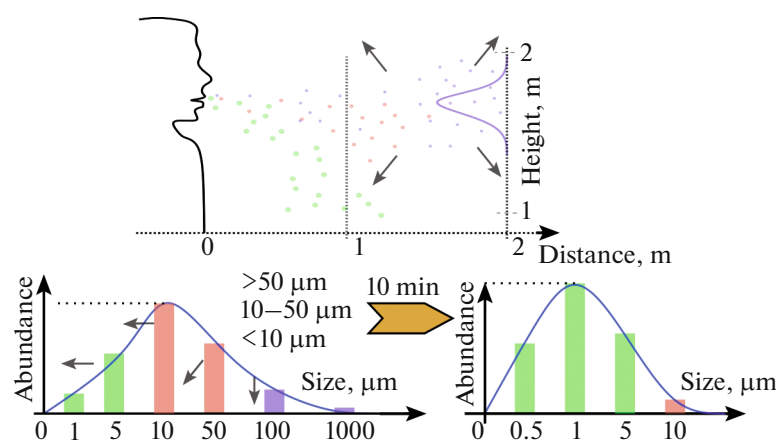 2
Height, m
1
0 1 2
Distance, m
>50 μm
10–50 μm
<10 μm
10 min
Abundance
Size, μm
0 1 5 10 50 100 1000
Abundance
Size, μm
0 0.5 1 5 10